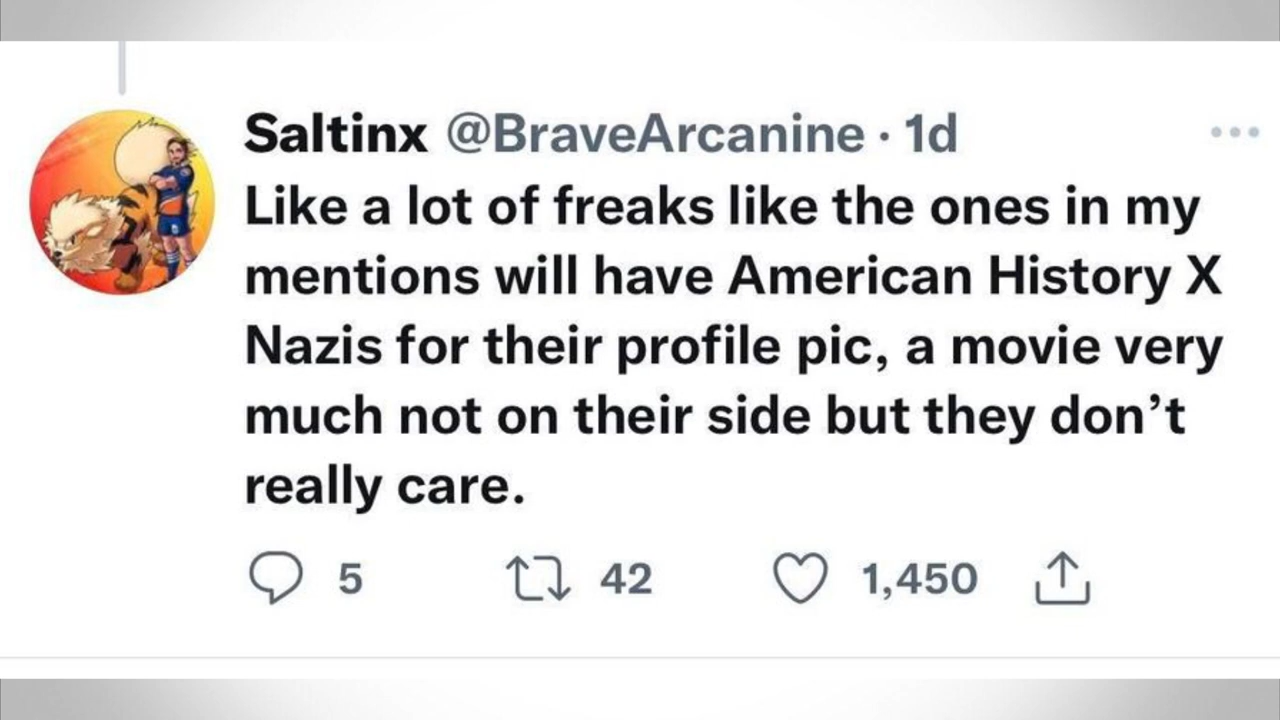 Saltinx @BraveArcanine · 1d
Like a lot of freaks like the ones in my
mentions will have American History X
Nazis for their profile pic, a movie very
much not on their side but they don’t
really care.
5 42 1,450